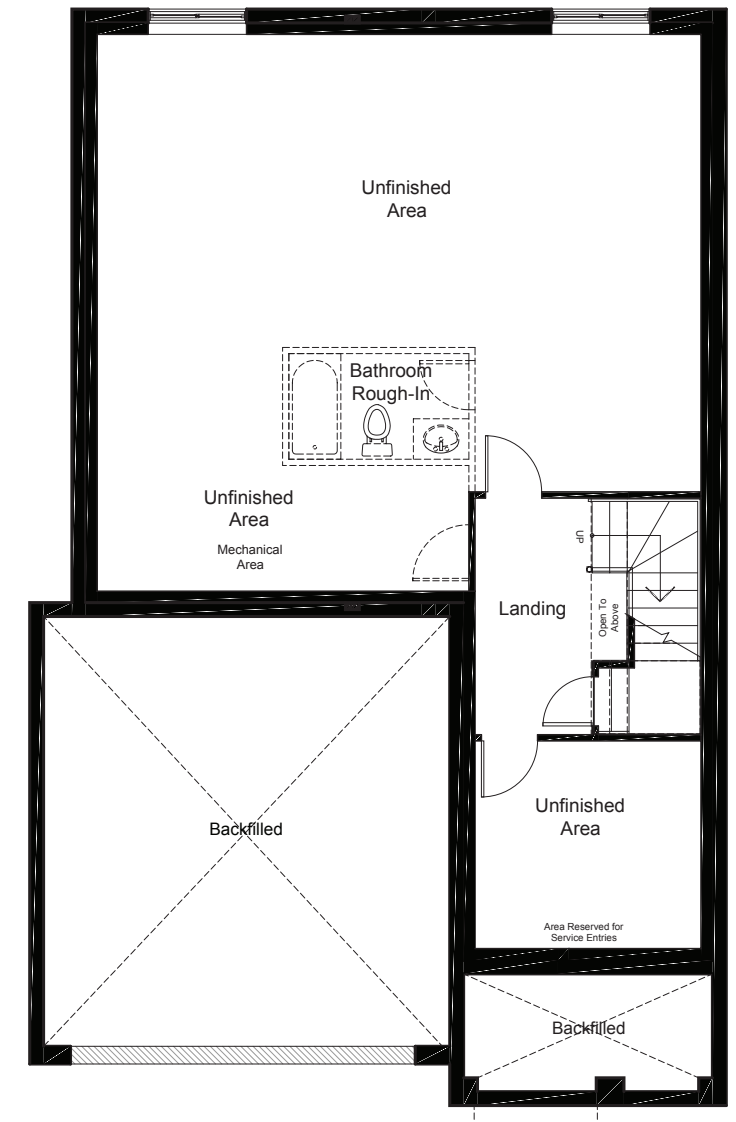 Unfinished
Area
Bathroom
Rough-In
Unfinished
Area
Mechanical
Area
UP
Landing
Open To
Above
Backfilled
Unfinished
Area
Area Reserved for
Service Entries
Backfilled